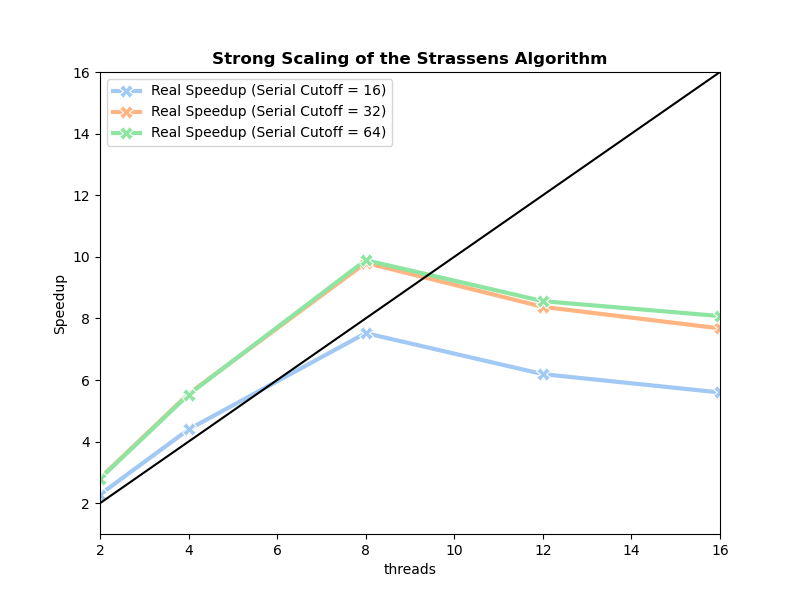 Strong Scaling of the Strassens Algorithm
Real Speedup (Serial Cutoff = 16)
Real Speedup (Serial Cutoff = 32)
Real Speedup (Serial Cutoff = 64)
16
14
12
10
8
6
4
2
Speedup
2 4 6 8 10 12 14 16
threads